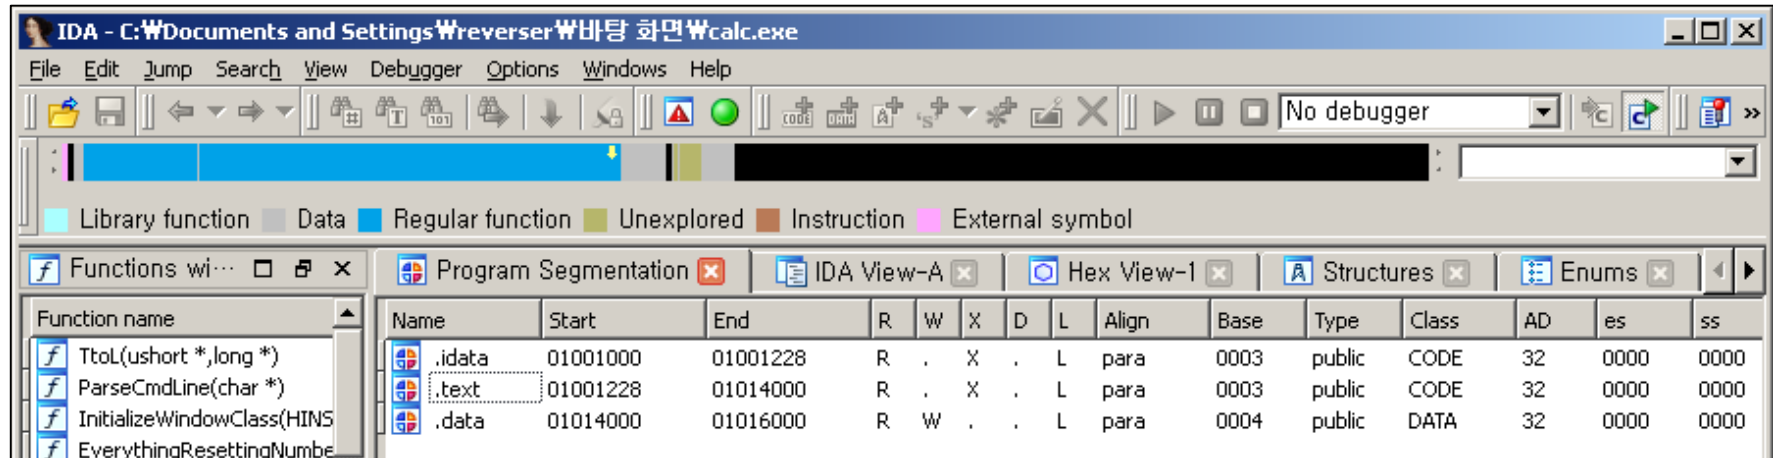 IDA - C:₩Documents and Settings₩reverser₩바탕 화면₩calc.exe
File Edit Jump Search View Debugger Options Windows Help
No debugger
Library function Data Regular function Unexplored Instruction External symbol
Functions wi… Program Segmentation IDA View-A Hex View-1 Structures Enums
Function name Name Start End R W X D L Align Base Type Class AD es ss
TtoL(ushort *,long *) .idata 01001000 01001228 R . X . L para 0003 public CODE 32 0000 0000
ParseCmdLine(char *) .text 01001228 01014000 R . X . L para 0003 public CODE 32 0000 0000
InitializeWindowClass(HINS .data 01014000 01016000 R W . . L para 0004 public DATA 32 0000 0000
EverythingResettingNumbe